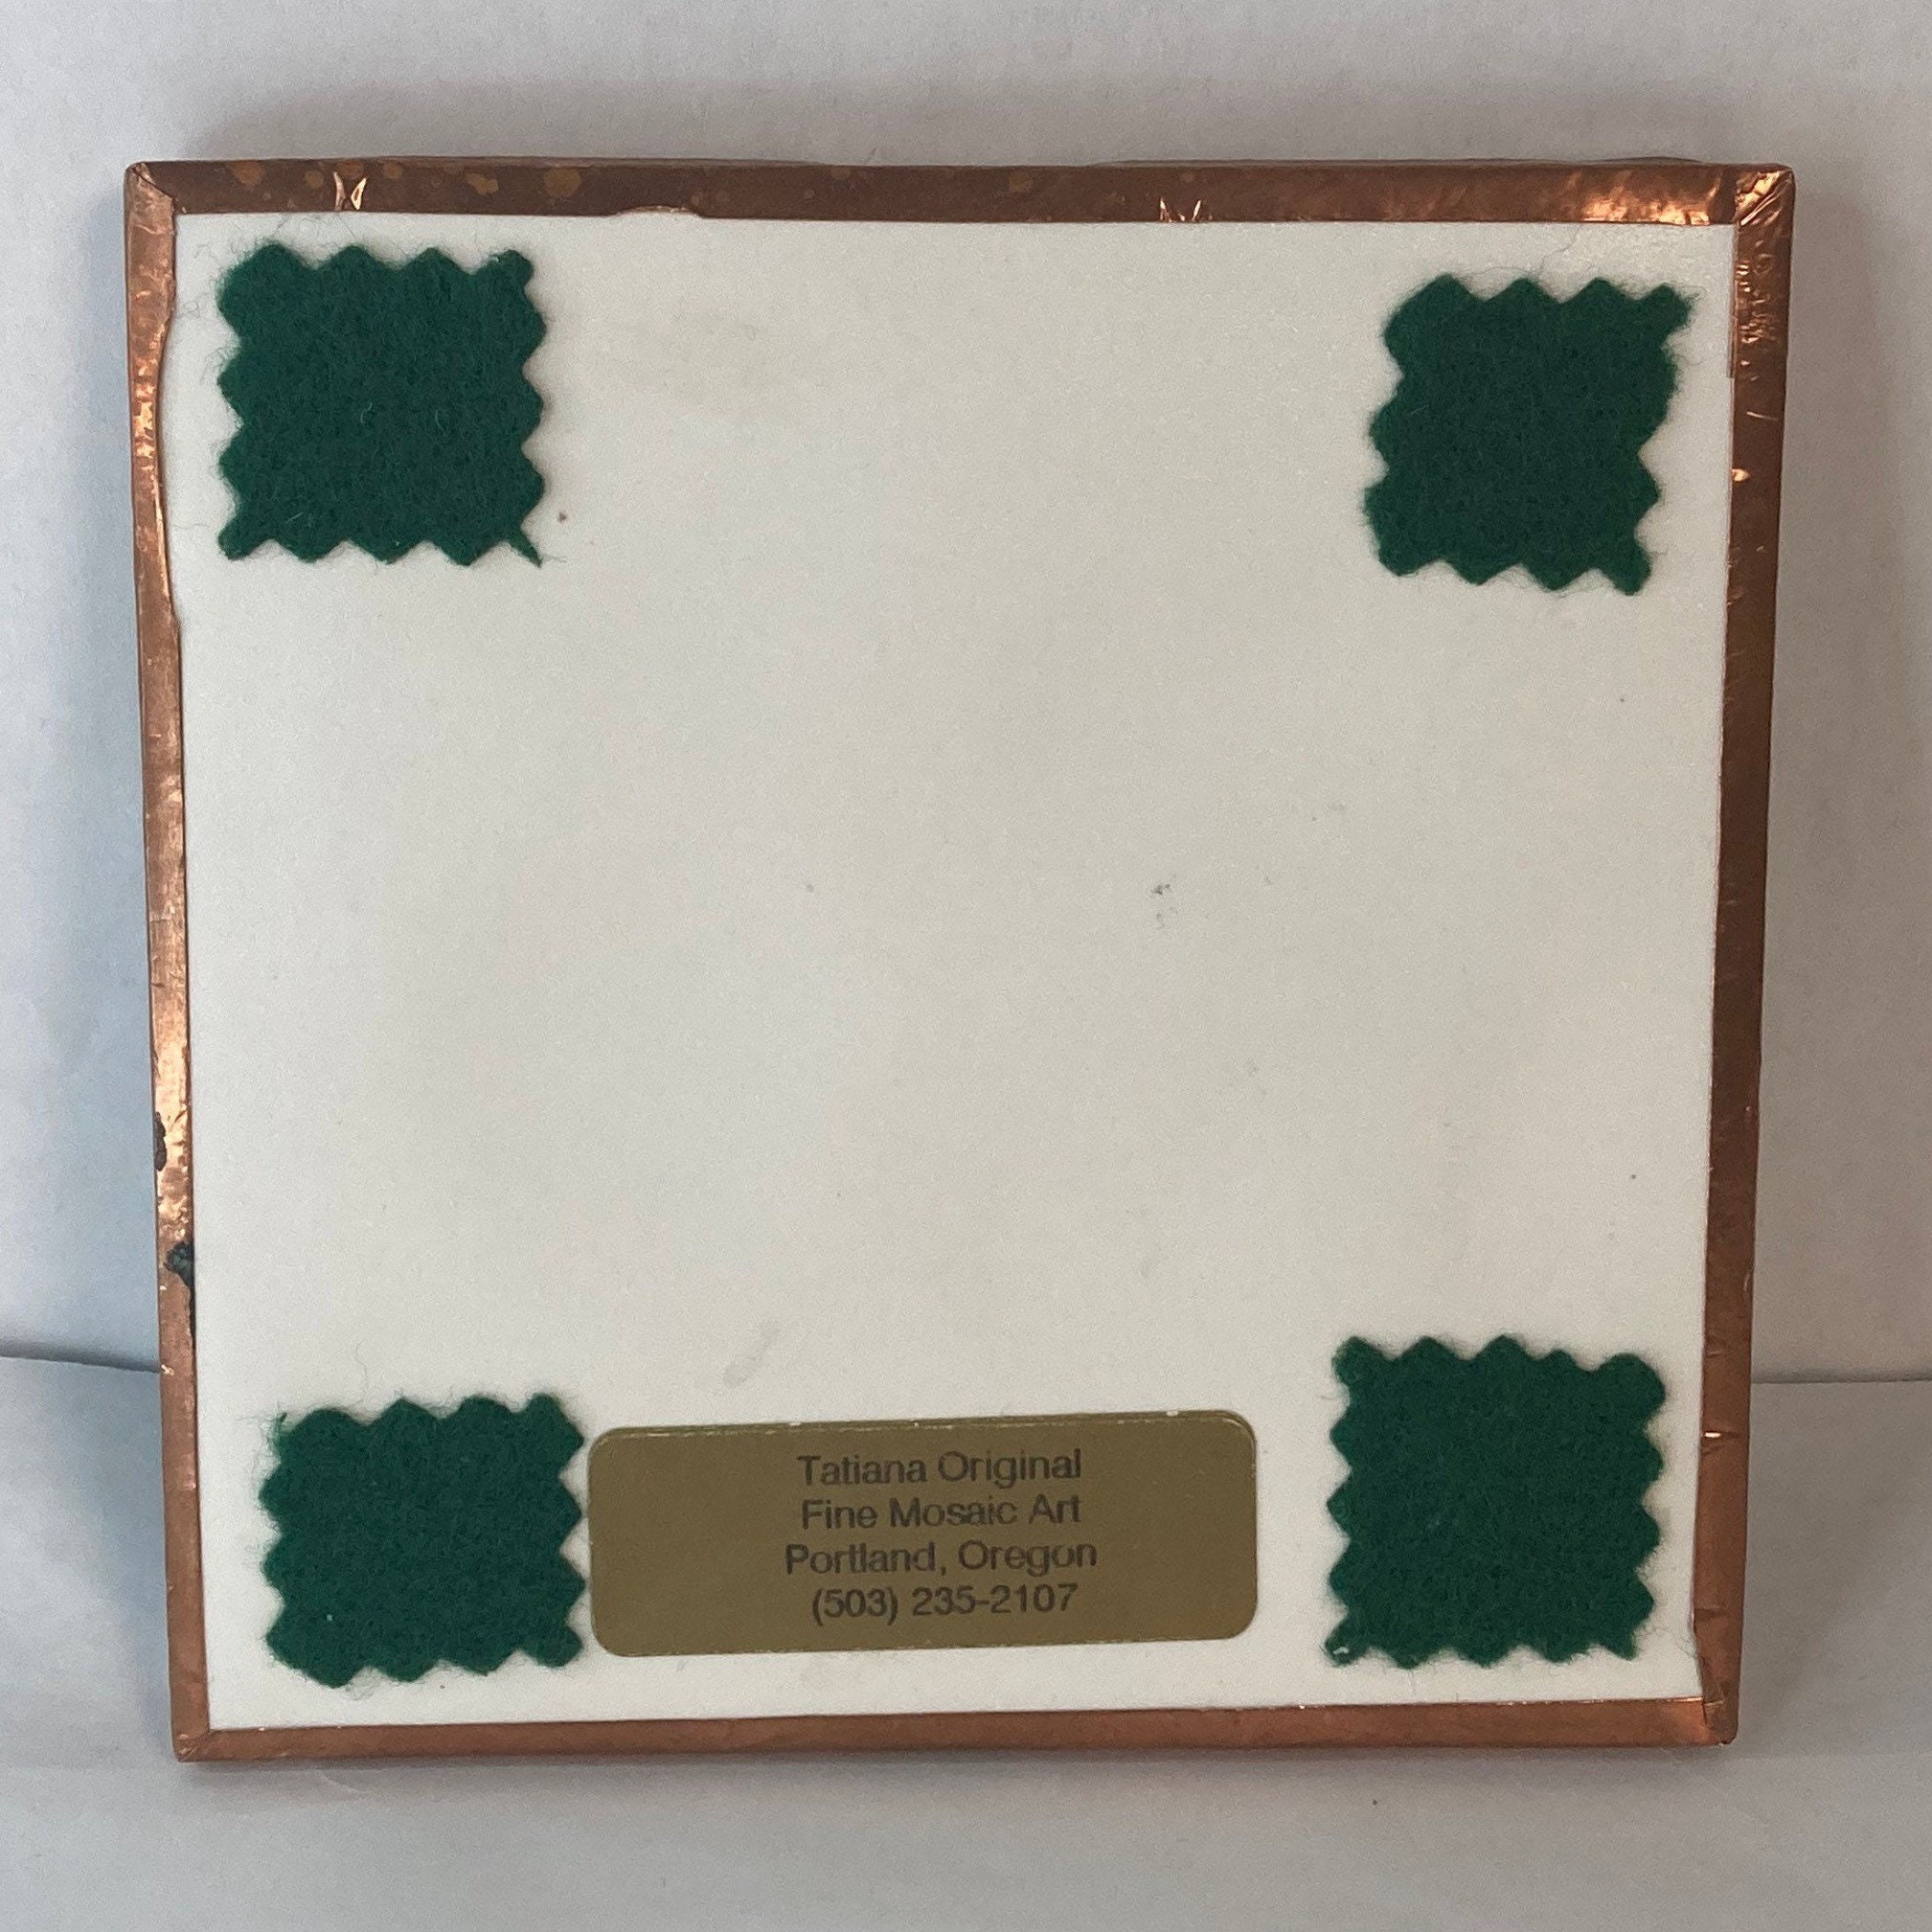 Tatiana Original
Fine Mosaic Art
Portland, Oregon
(503) 235-2107